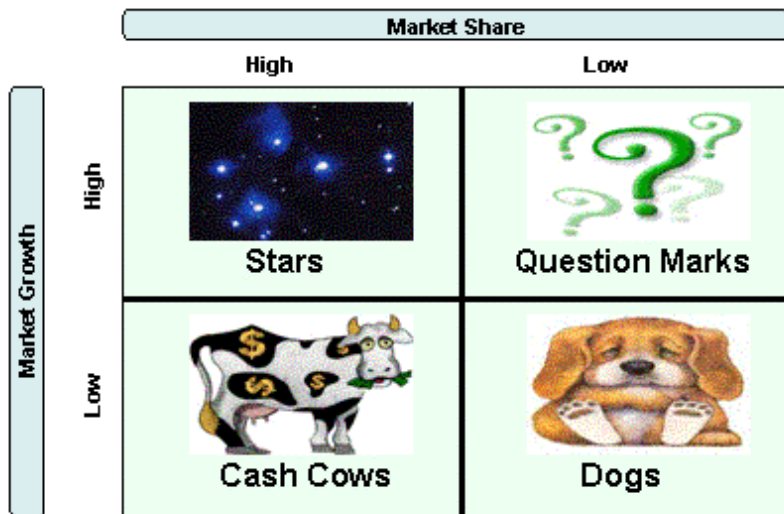 Market Share
High
Low
Market Growth
High
Stars
Question Marks
Low
Cash Cows
Dogs